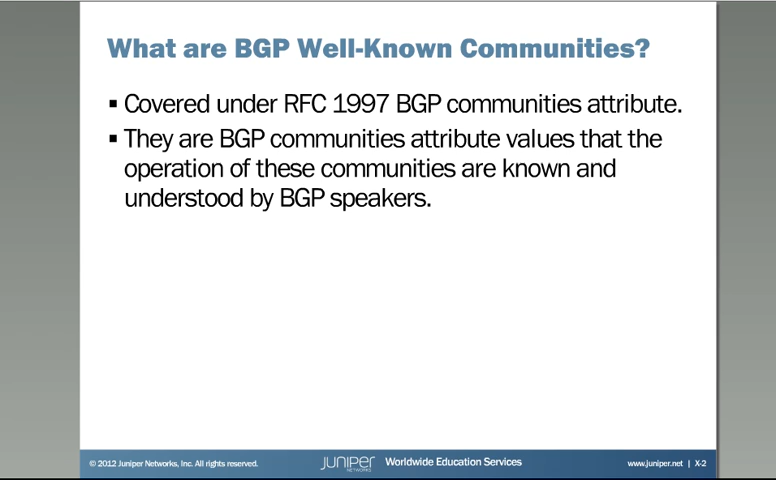 What are BGP Well-Known Communities?
▪ Covered under RFC 1997 BGP communities attribute.
▪ They are BGP communities attribute values that the
operation of these communities are known and
understood by BGP speakers.
© 2012 Juniper Networks, Inc. All rights reserved. JUNIPER NETWORKS Worldwide Education Services www.juniper.net | X-2